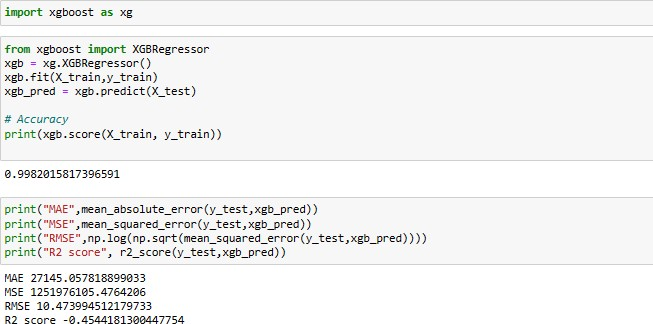 import xgboost as xg
from xgboost import XGBRegressor
xgb = xg.XGBRegressor()
xgb.fit(X_train,y_train)
xgb_pred = xgb.predict(X_test)
# Accuracy
print(xgb.score(X_train, y_train))
0.9982015817396591
print("MAE",mean_absolute_error(y_test,xgb_pred))
print("MSE",mean_squared_error(y_test,xgb_pred))
print("RMSE",np.log(np.sqrt(mean_squared_error(y_test,xgb_pred))))
print("R2 score", r2_score(y_test,xgb_pred))
MAE 27145.057818899033
MSE 1251976105.4764206
RMSE 10.473994512179733
R2 score -0.4544181300447754